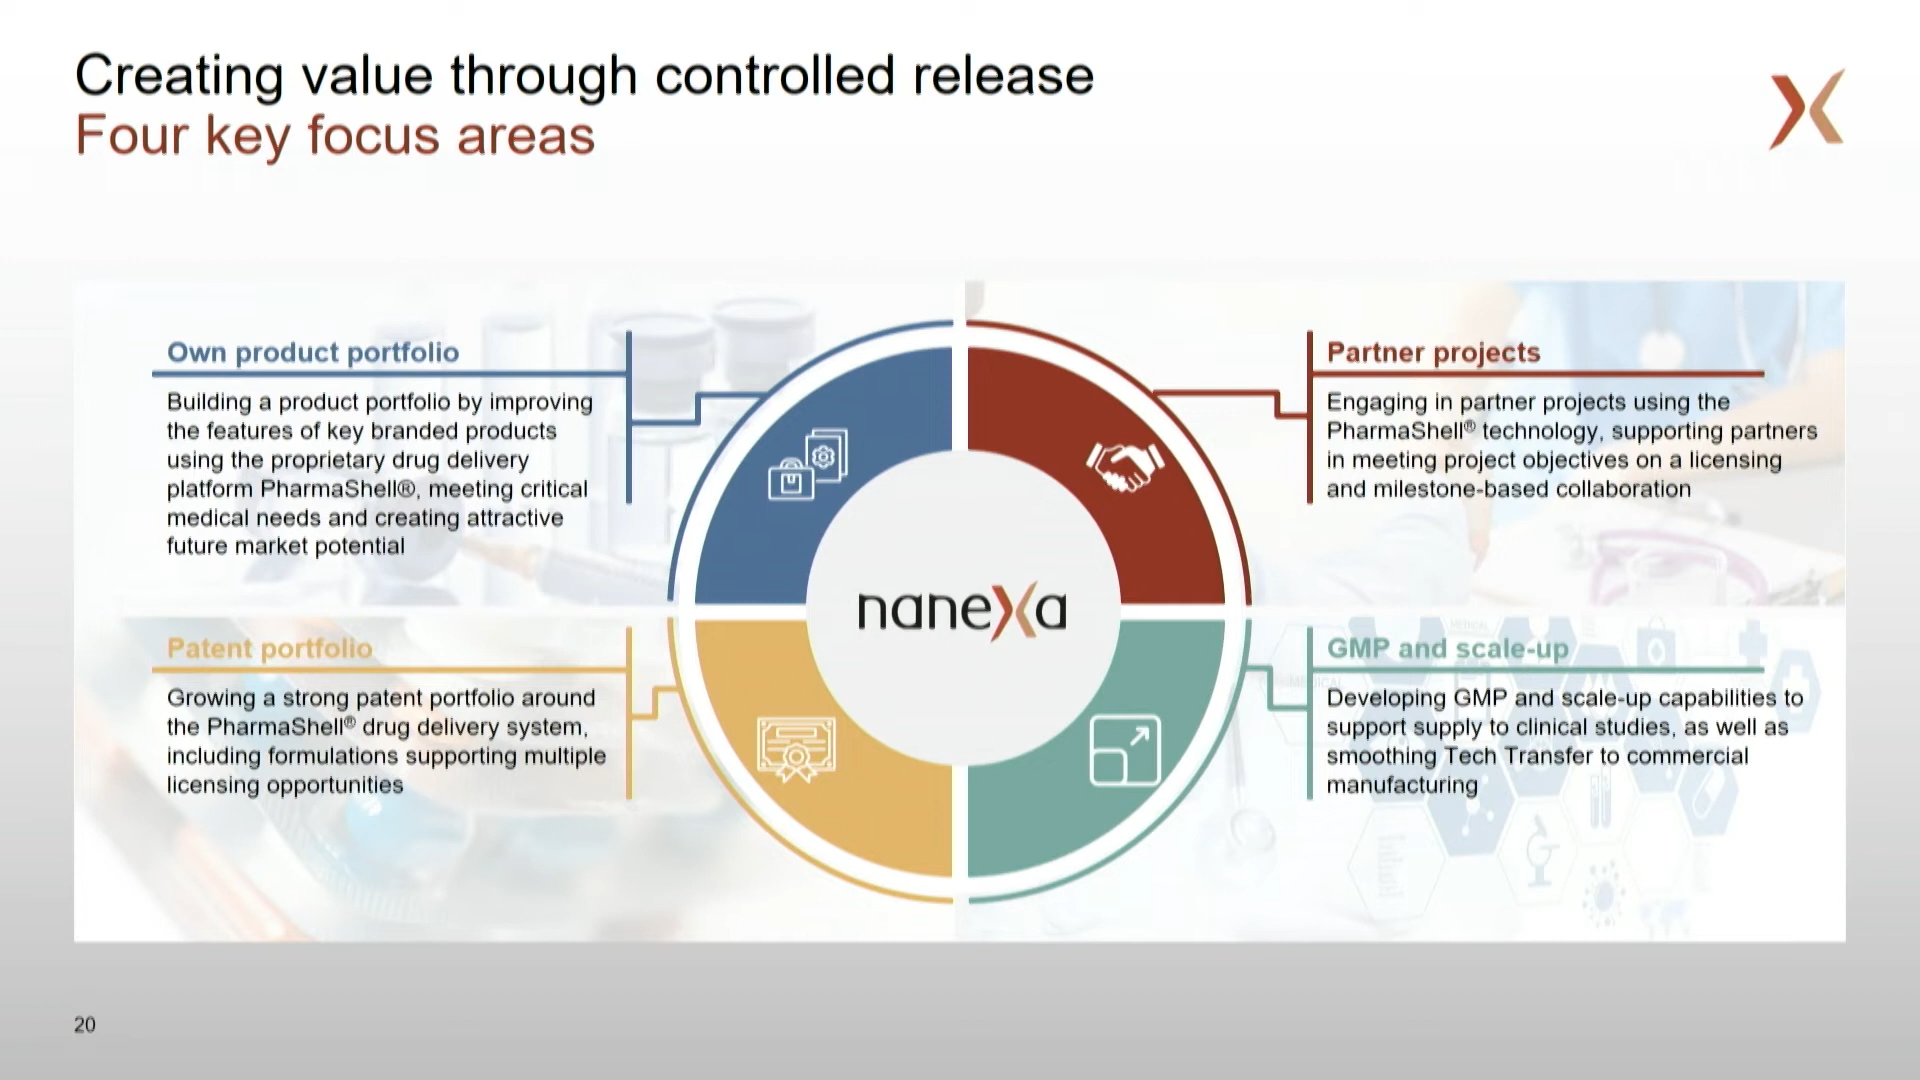 Creating value through controlled release
Four key focus areas
Own product portfolio
Building a product portfolio by improving
the features of key branded products
using the proprietary drug delivery
platform PharmaShell®, meeting critical
medical needs and creating attractive
future market potential
Partner projects
Engaging in partner projects using the
PharmaShell® technology, supporting partners
in meeting project objectives on a licensing
and milestone-based collaboration
nanexa
Patent portfolio
Growing a strong patent portfolio around
the PharmaShell® drug delivery system,
including formulations supporting multiple
licensing opportunities
GMP and scale-up
Developing GMP and scale-up capabilities to
support supply to clinical studies, as well as
smoothing Tech Transfer to commercial
manufacturing
MEDICAL
MEDICAL
20